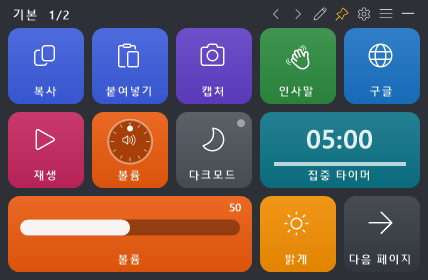 기본 1/2
복사
붙여넣기
캡처
인사말
구글
재생
볼륨
다크모드
05:00
집중 타이머
50
볼륨
밝게
다음 페이지